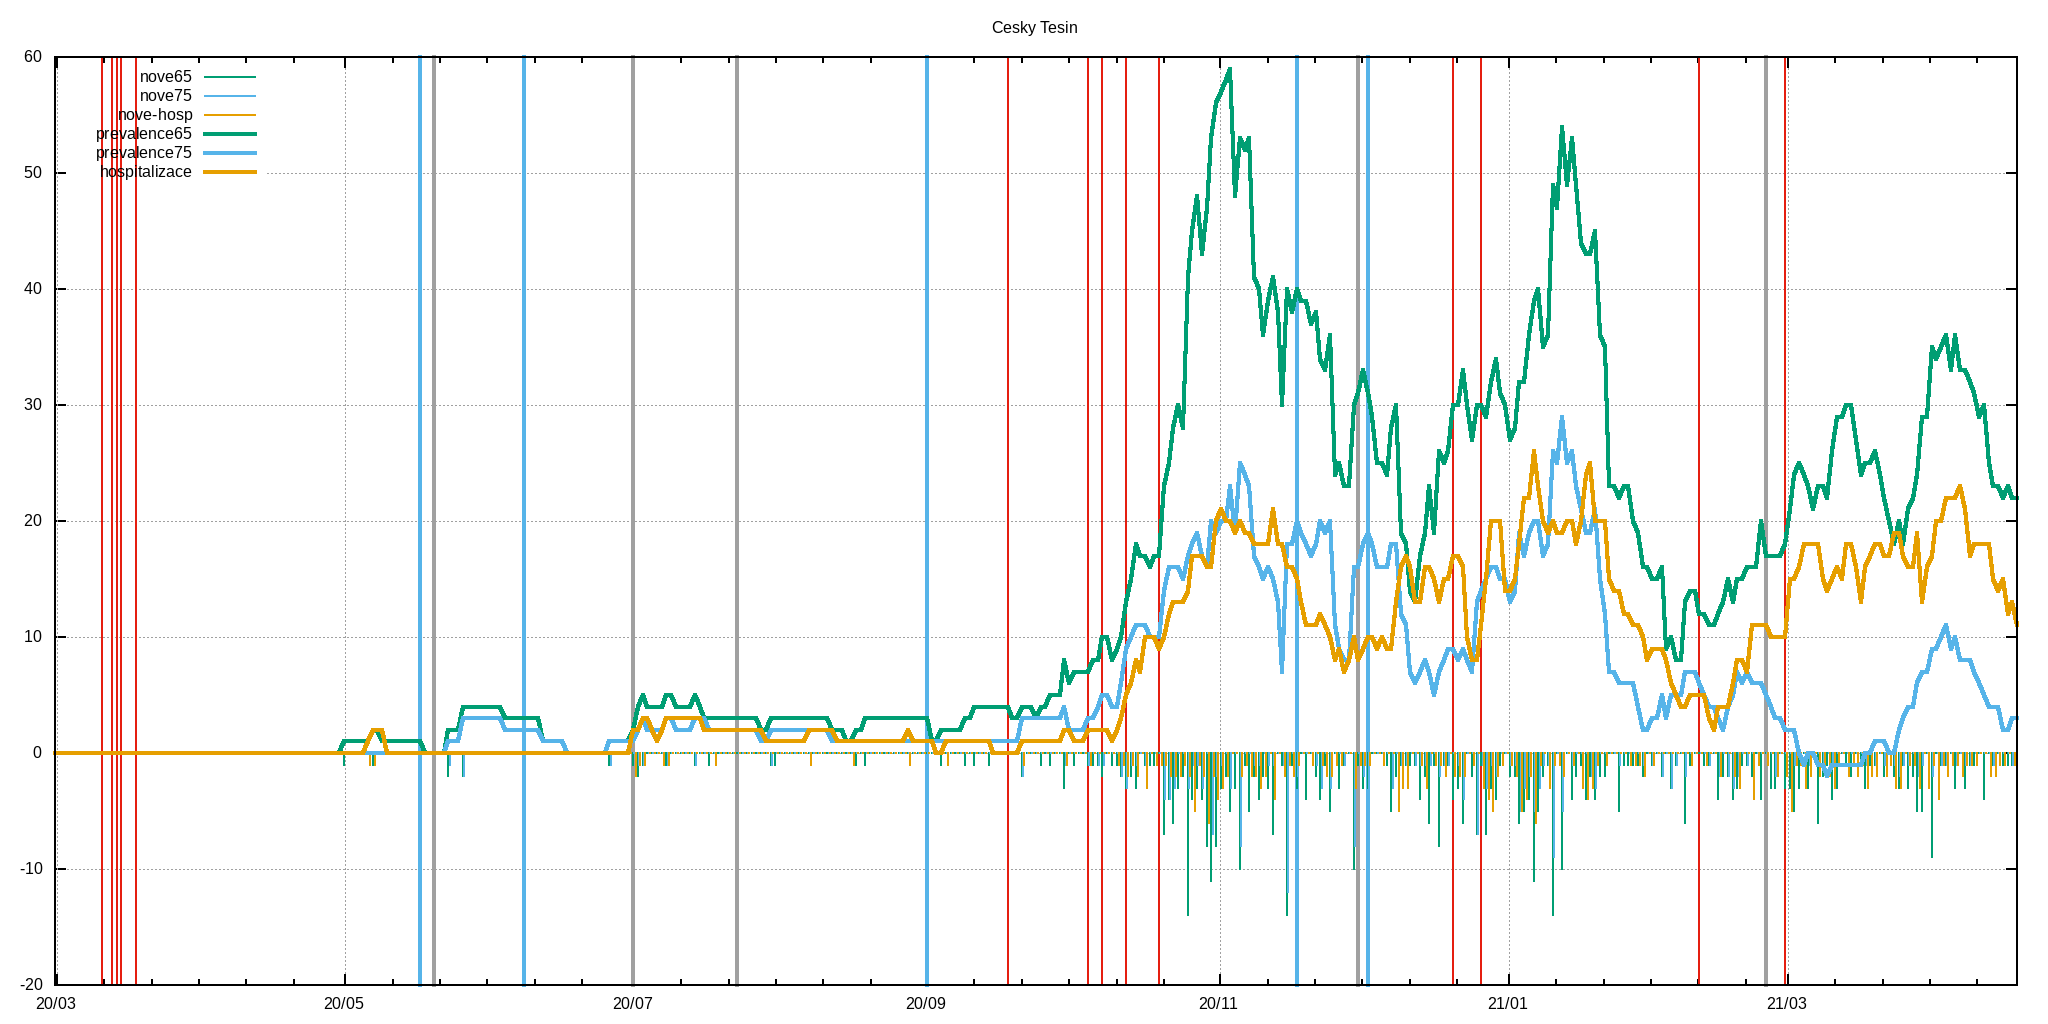 Cesky Tesin
60
50
40
30
20
10
0
-10
-20
nove65
nove75
nove-hosp
prevalence65
prevalence75
hospitalizace
20/03 20/05 20/07 20/09 20/11 21/01 21/03